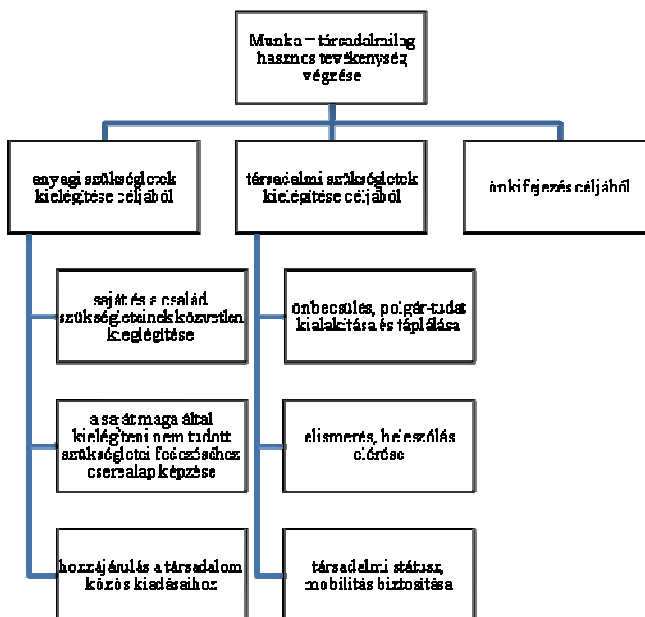 Munka – társadalmilag
hasznos tevékenység
végzése
anyagi szükségletek
kielégítése céljából
társadalmi szükségletek
kielégítése céljából
önkifejezés céljából
saját és a család
szükségleteinek közvetlen
kieglégítése
a saját maga által
kielégíteni nem tudott
szükségletei fedezéséhez
cserealap képzése
hozzájárulás a társadalom
közös kiadásaihoz
önbecsülés, polgár-tudat
kialakítása és táplálása
elismerés, beleszólás
elérése
társadalmi státusz,
mobilitás biztosítása